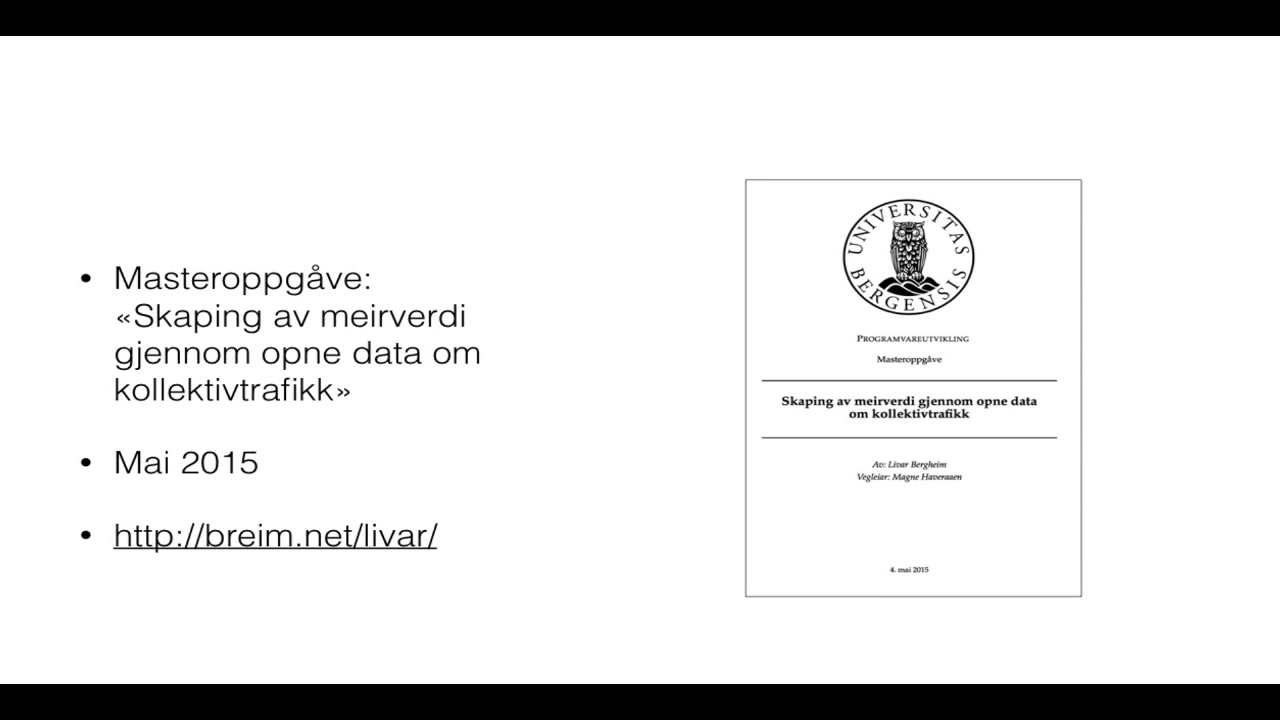 • Masteroppgåve:
«Skaping av meirverdi
gjennom opne data om
kollektivtrafikk»
• Mai 2015
• http://breim.net/livar/
UNIVERSITAS
BERGENSIS
PROGRAMVAREUTVIKLING
Masteroppgåve
Skaping av meirverdi gjennom opne data
om kollektivtrafikk
Av: Livar Bergheim
Vegleiar: Magne Haveraaen
4. mai 2015